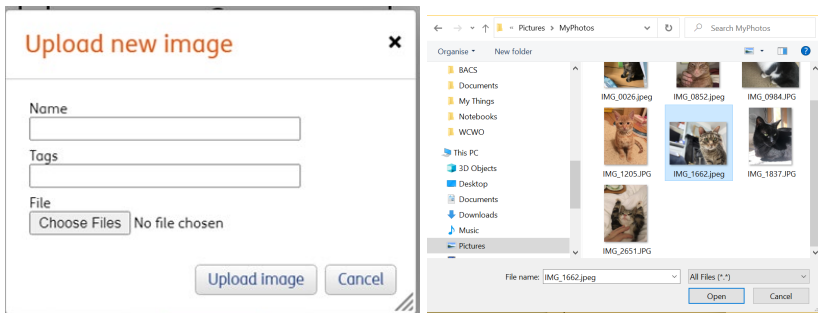 Upload new image
Name
Tags
File
Choose Files No file chosen
Upload image Cancel
« Pictures > MyPhotos
Search MyPhotos
Organise New folder
BACS
Documents
My Things
Notebooks
WCWO
This PC
3D Objects
Desktop
Documents
Downloads
Music
Pictures
IMG_0026.jpeg IMG_0852.jpeg IMG_0984.JPG
IMG_1205.JPG IMG_1662.jpeg IMG_1837.JPG
IMG_2651.JPG
File name: IMG_1662.jpeg All Files (*.*)
Open Cancel